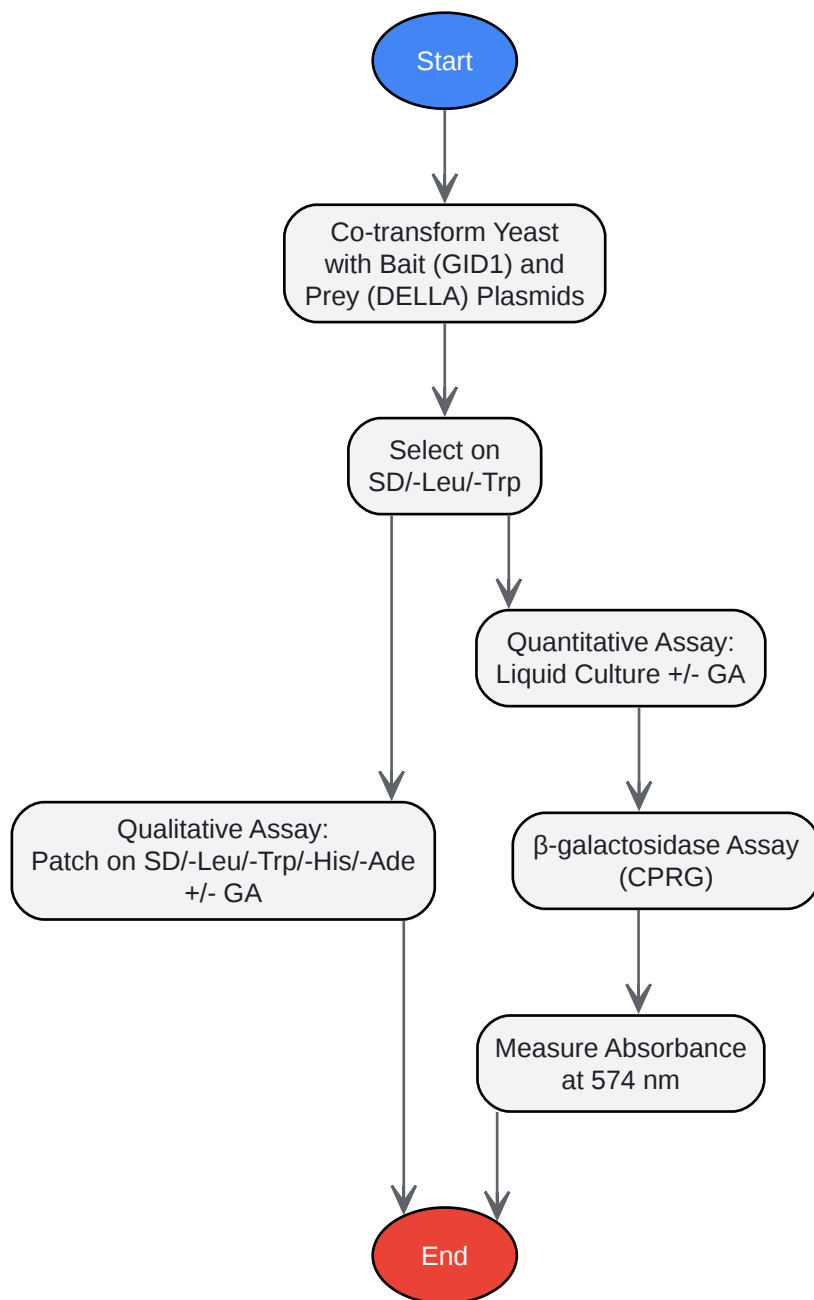 Start
Co-transform Yeast
with Bait (GID1) and
Prey (DELLA) Plasmids
Select on
SD/-Leu/-Trp
Quantitative Assay:
Liquid Culture +/- GA
Qualitative Assay:
Patch on SD/-Leu/-Trp/-His/-Ade
+/- GA
β-galactosidase Assay
(CPRG)
Measure Absorbance
at 574 nm
End